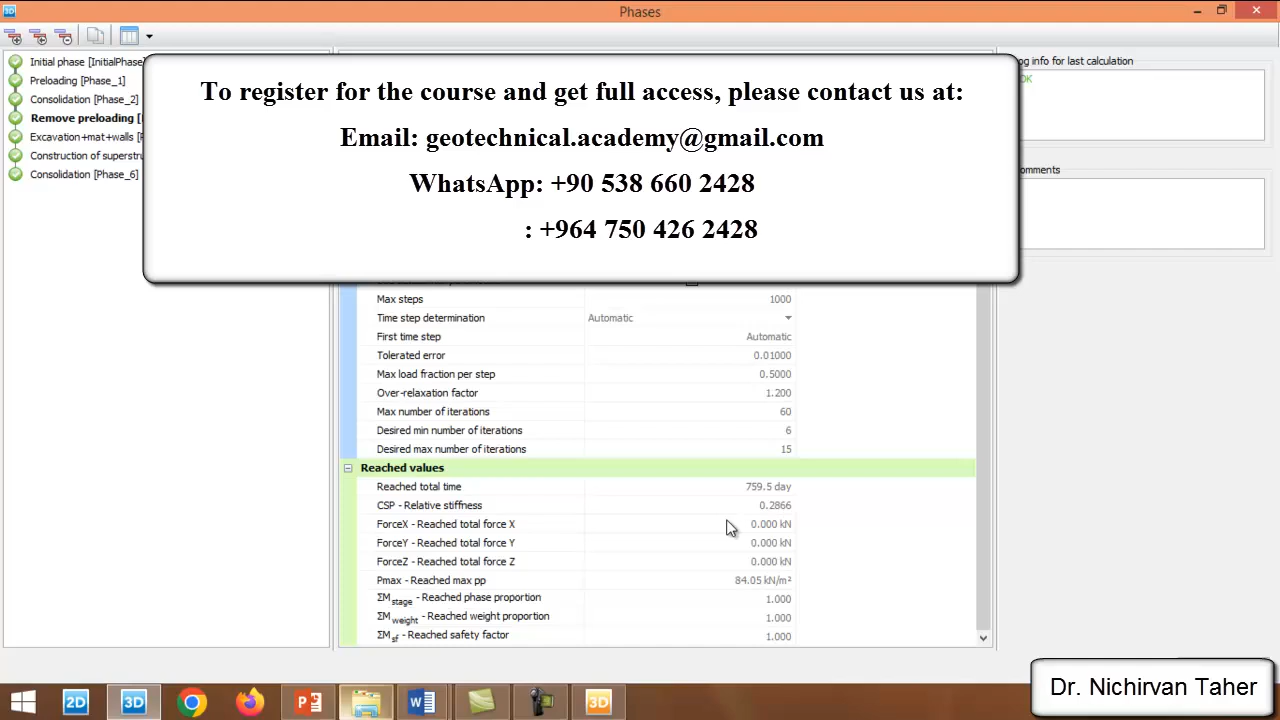 3D
Phases
Initial phase [InitialPhase]
Preloading [Phase_1]
Consolidation [Phase_2]
Remove preloading [
Excavation+mat+walls [
Construction of superstru
Consolidation [Phase_6]
To register for the course and get full access, please contact us at:
Email: geotechnical.academy@gmail.com
WhatsApp: +90 538 660 2428
: +964 750 426 2428
info for last calculation
OK
omments
Max steps 1000
Time step determination Automatic
First time step Automatic
Tolerated error 0.01000
Max load fraction per step 0.5000
Over-relaxation factor 1.200
Max number of iterations 60
Desired min number of iterations 6
Desired max number of iterations 15
Reached values
Reached total time 759.5 day
CSP - Relative stiffness 0.2866
ForceX - Reached total force X 0.000 kN
ForceY - Reached total force Y 0.000 kN
ForceZ - Reached total force Z 0.000 kN
Pmax - Reached max pp 84.05 kN/m²
ΣMstage - Reached phase proportion 1.000
ΣMweight - Reached weight proportion 1.000
ΣMsf - Reached safety factor 1.000
Dr. Nichirvan Taher
2D 3D 3D